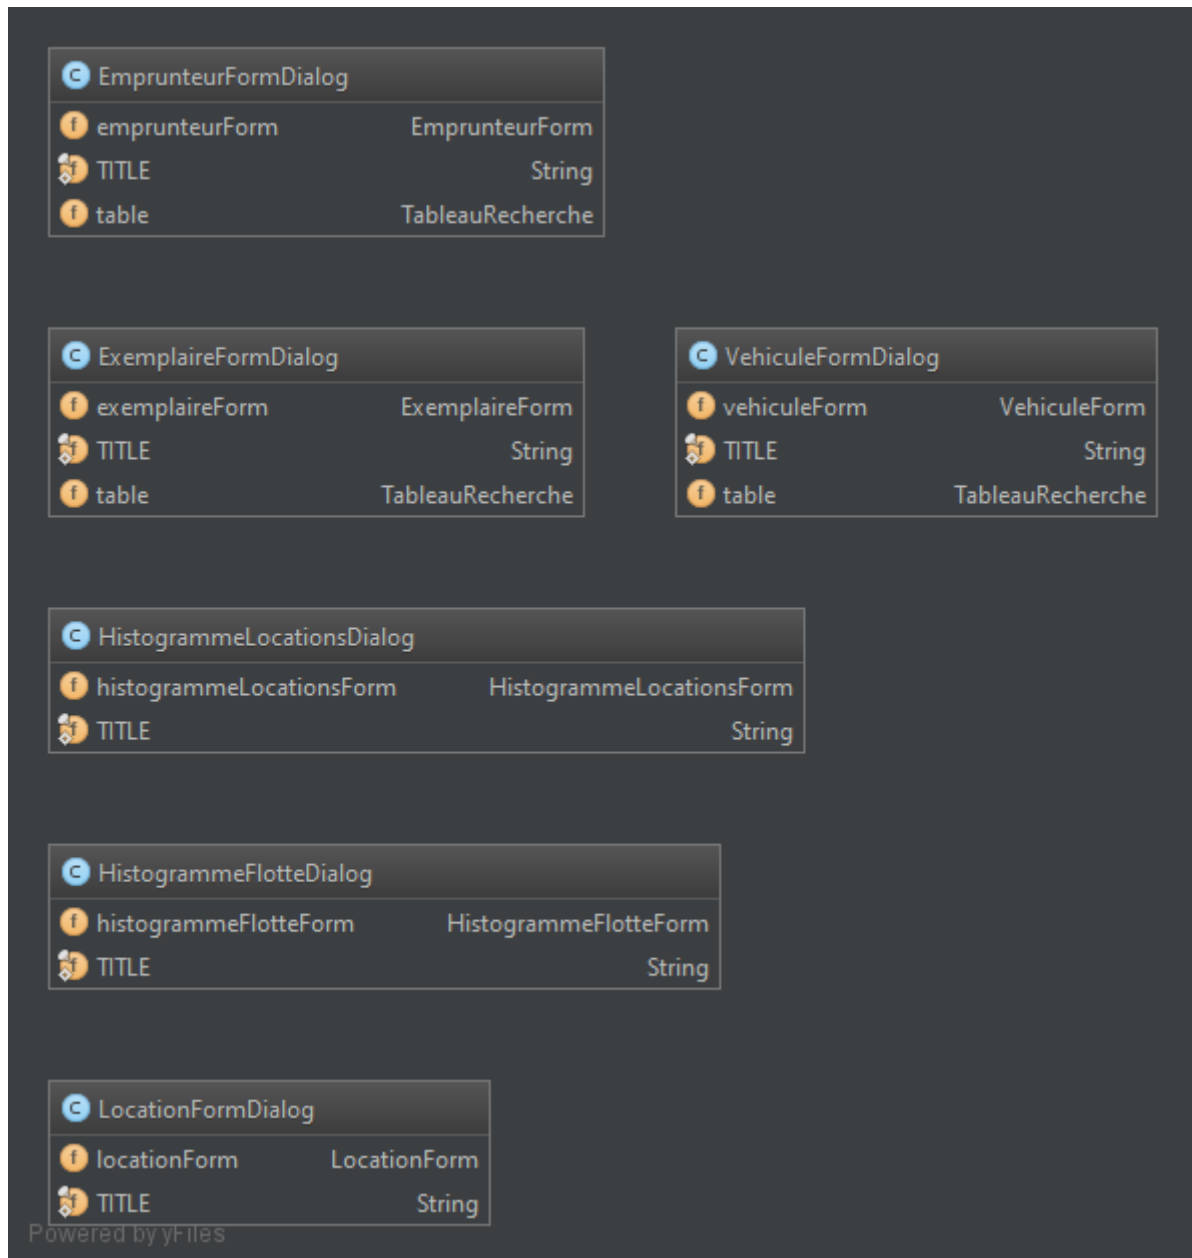 C EmprunteurFormDialog
f emprunteurForm EmprunteurForm
f TITLE String
f table TableauRecherche
C ExemplaireFormDialog
f exemplaireForm ExemplaireForm
f TITLE String
f table TableauRecherche
C VehiculeFormDialog
f vehiculeForm VehiculeForm
f TITLE String
f table TableauRecherche
C HistogrammeLocationsDialog
f histogrammeLocationsForm HistogrammeLocationsForm
f TITLE String
C HistogrammeFlotteDialog
f histogrammeFlotteForm HistogrammeFlotteForm
f TITLE String
C LocationFormDialog
f locationForm LocationForm
f TITLE String
Powered by yFiles